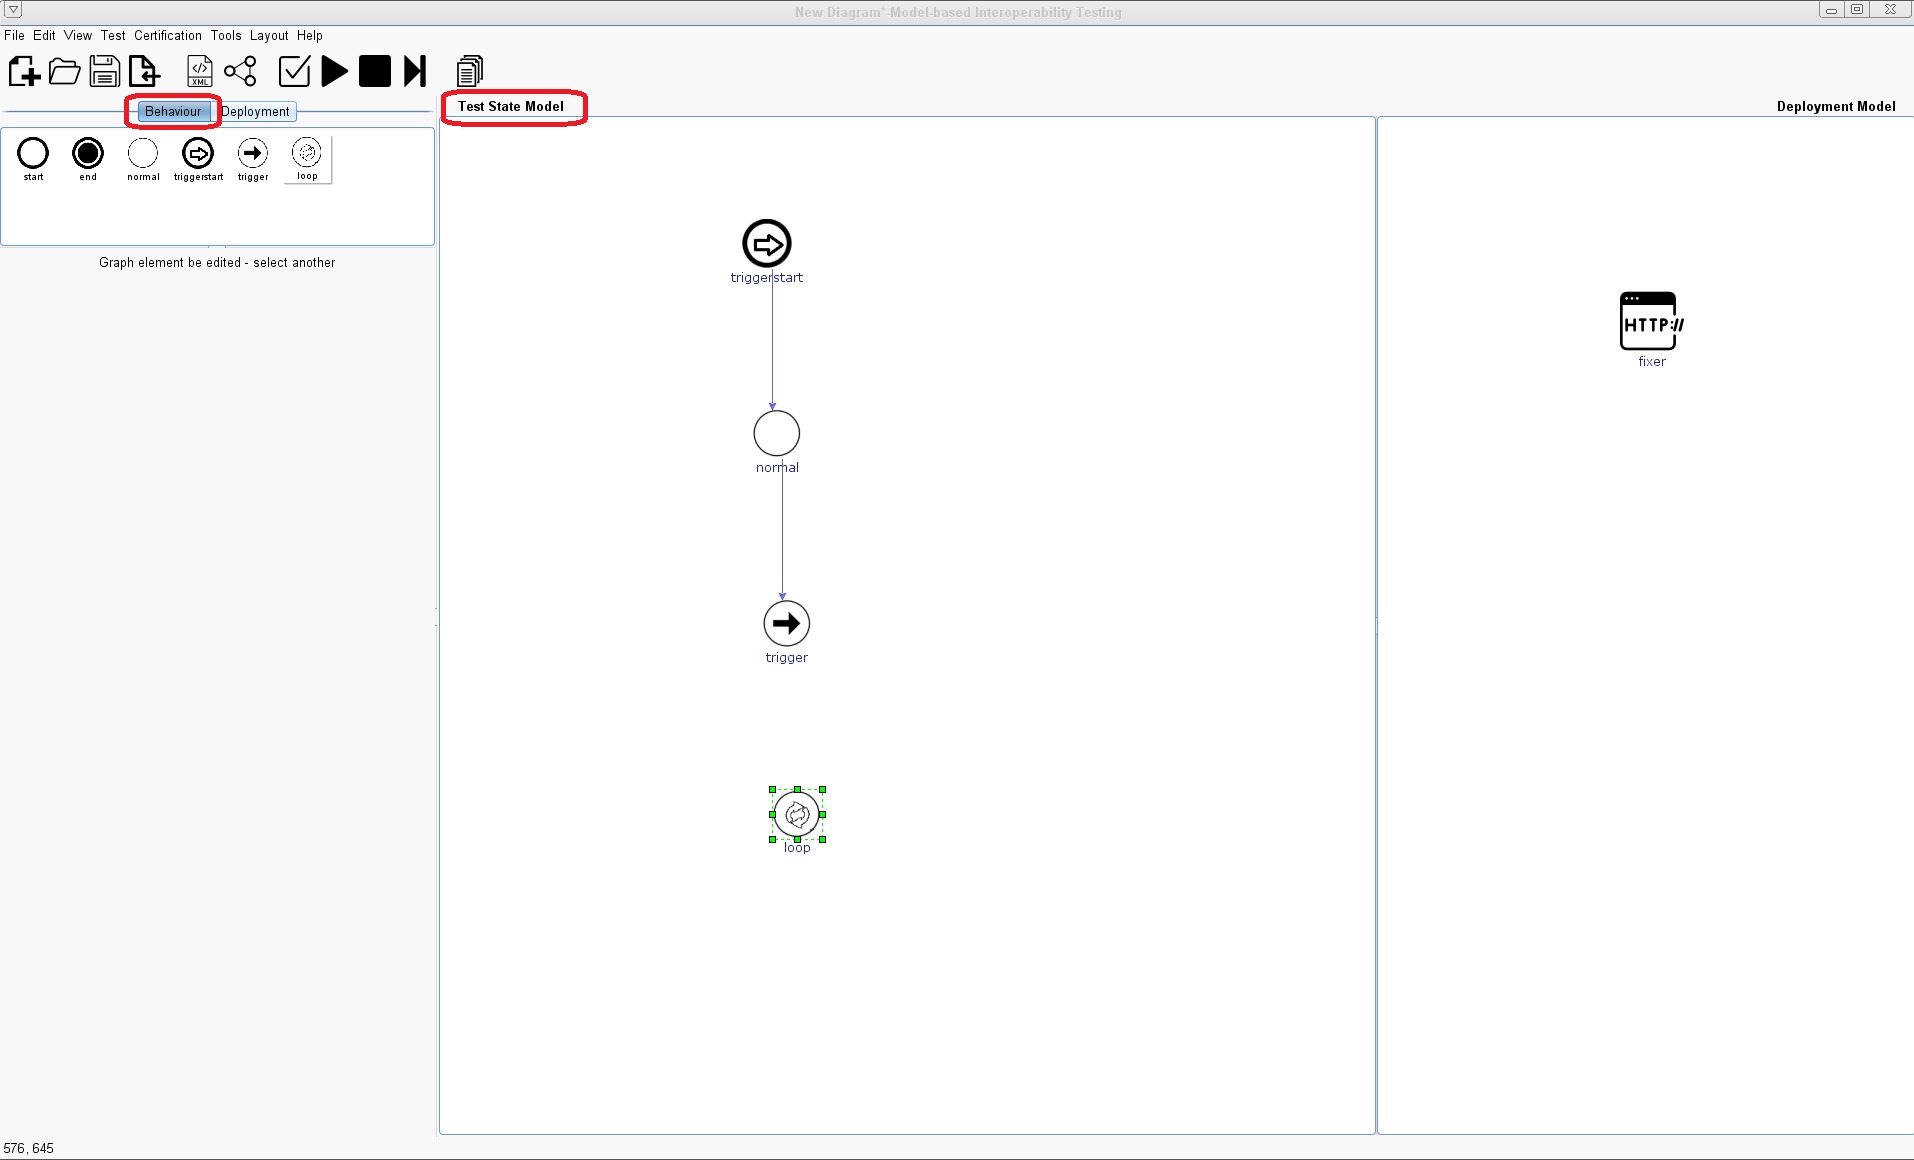 New Diagram*-Model-based Interoperability Testing
File Edit View Test Certification Tools Layout Help
XML
Behaviour Deployment
Test State Model
Deployment Model
start end normal triggerstart trigger loop
Graph element be edited - select another
triggerstart
normal
trigger
loop
HTTP://
fixer
576, 645